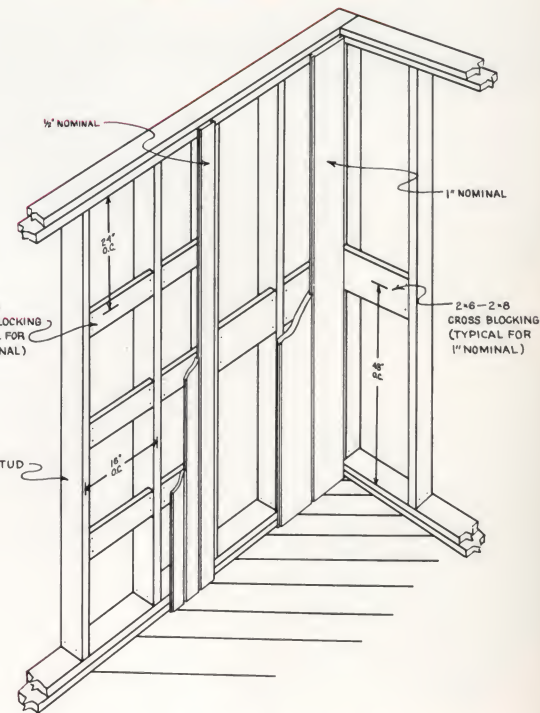 ½" NOMINAL
1" NOMINAL
24"
O.C.
LOCKING
FOR
NAL)
2×6—2×8
CROSS BLOCKING
(TYPICAL FOR
1" NOMINAL)
48"
O.C.
16"
O.C.
TUD